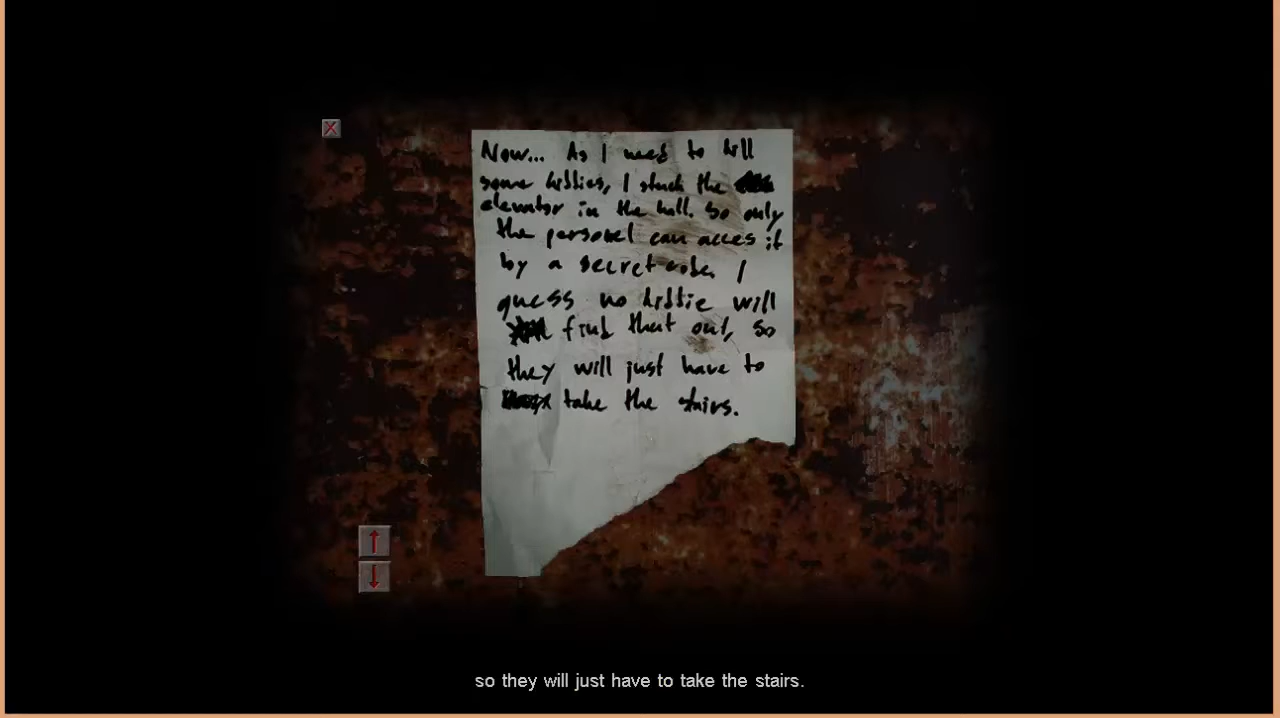 Now... As I need to kill
some kiddies, I stuck the
elevator in the hall. So only
the personel can acces it
by a secret code. I
guess no kiddie will
find that out, so
they will just have to
take the stairs.
so they will just have to take the stairs.